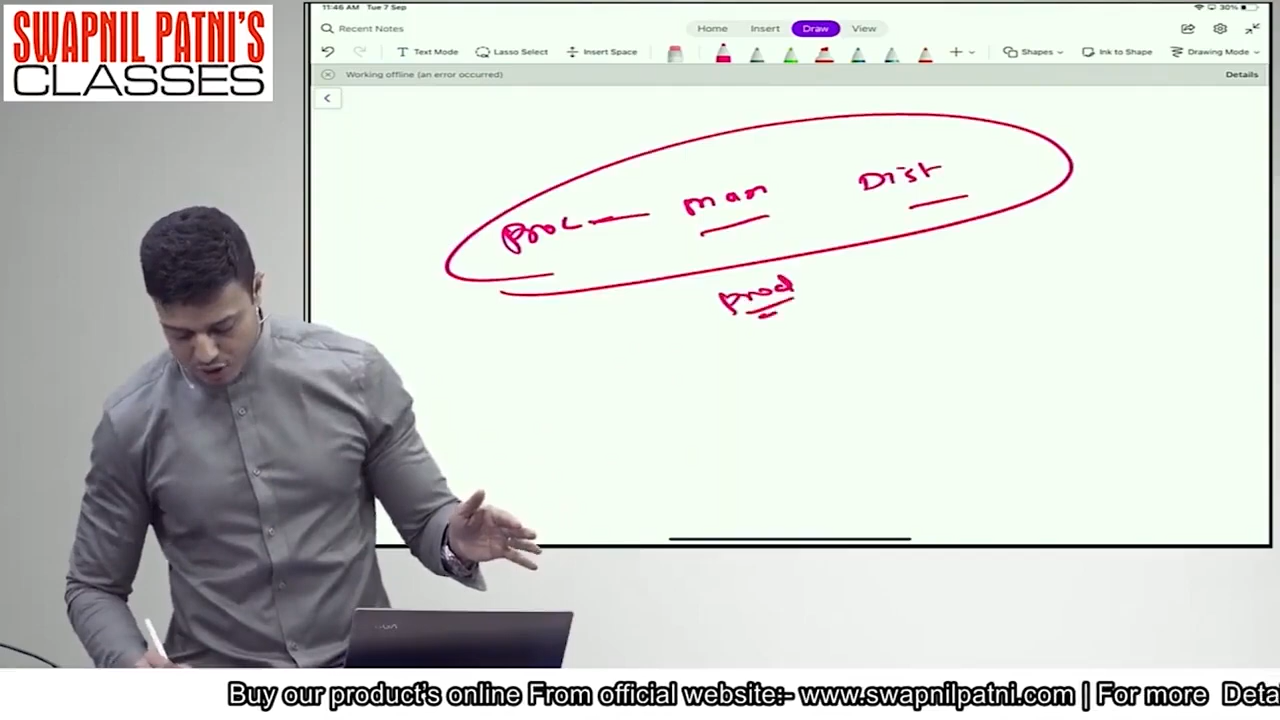 SWAPNIL PATNI'S
CLASSES
11:46 AM Tue 7 Sep
30%
Recent Notes
Home Insert Draw View
Text Mode Lasso Select Insert Space Shapes Ink to Shape Drawing Mode
Working offline (an error occurred) Details
Proc man Dist
Prod
Buy our product's online From official website:- www.swapnilpatni.com | For more Deta